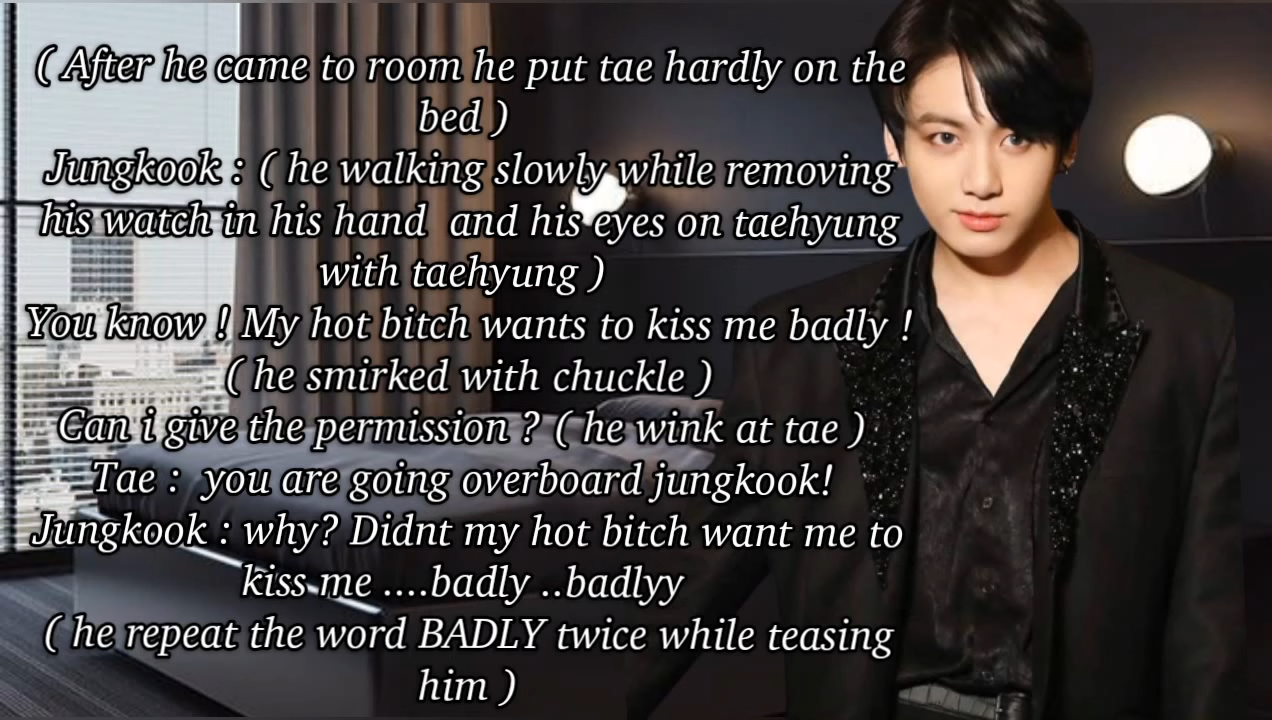 ( After he came to room he put tae hardly on the
bed )
Jungkook : ( he walking slowly while removing
his watch in his hand  and his eyes on taehyung
with taehyung )
You know ! My hot bitch wants to kiss me badly !
( he smirked with chuckle )
Can i give the permission ? ( he wink at tae )
Tae :  you are going overboard jungkook!
Jungkook : why? Didnt my hot bitch want me to
kiss me ....badly ..badlyy
( he repeat the word BADLY twice while teasing
him )